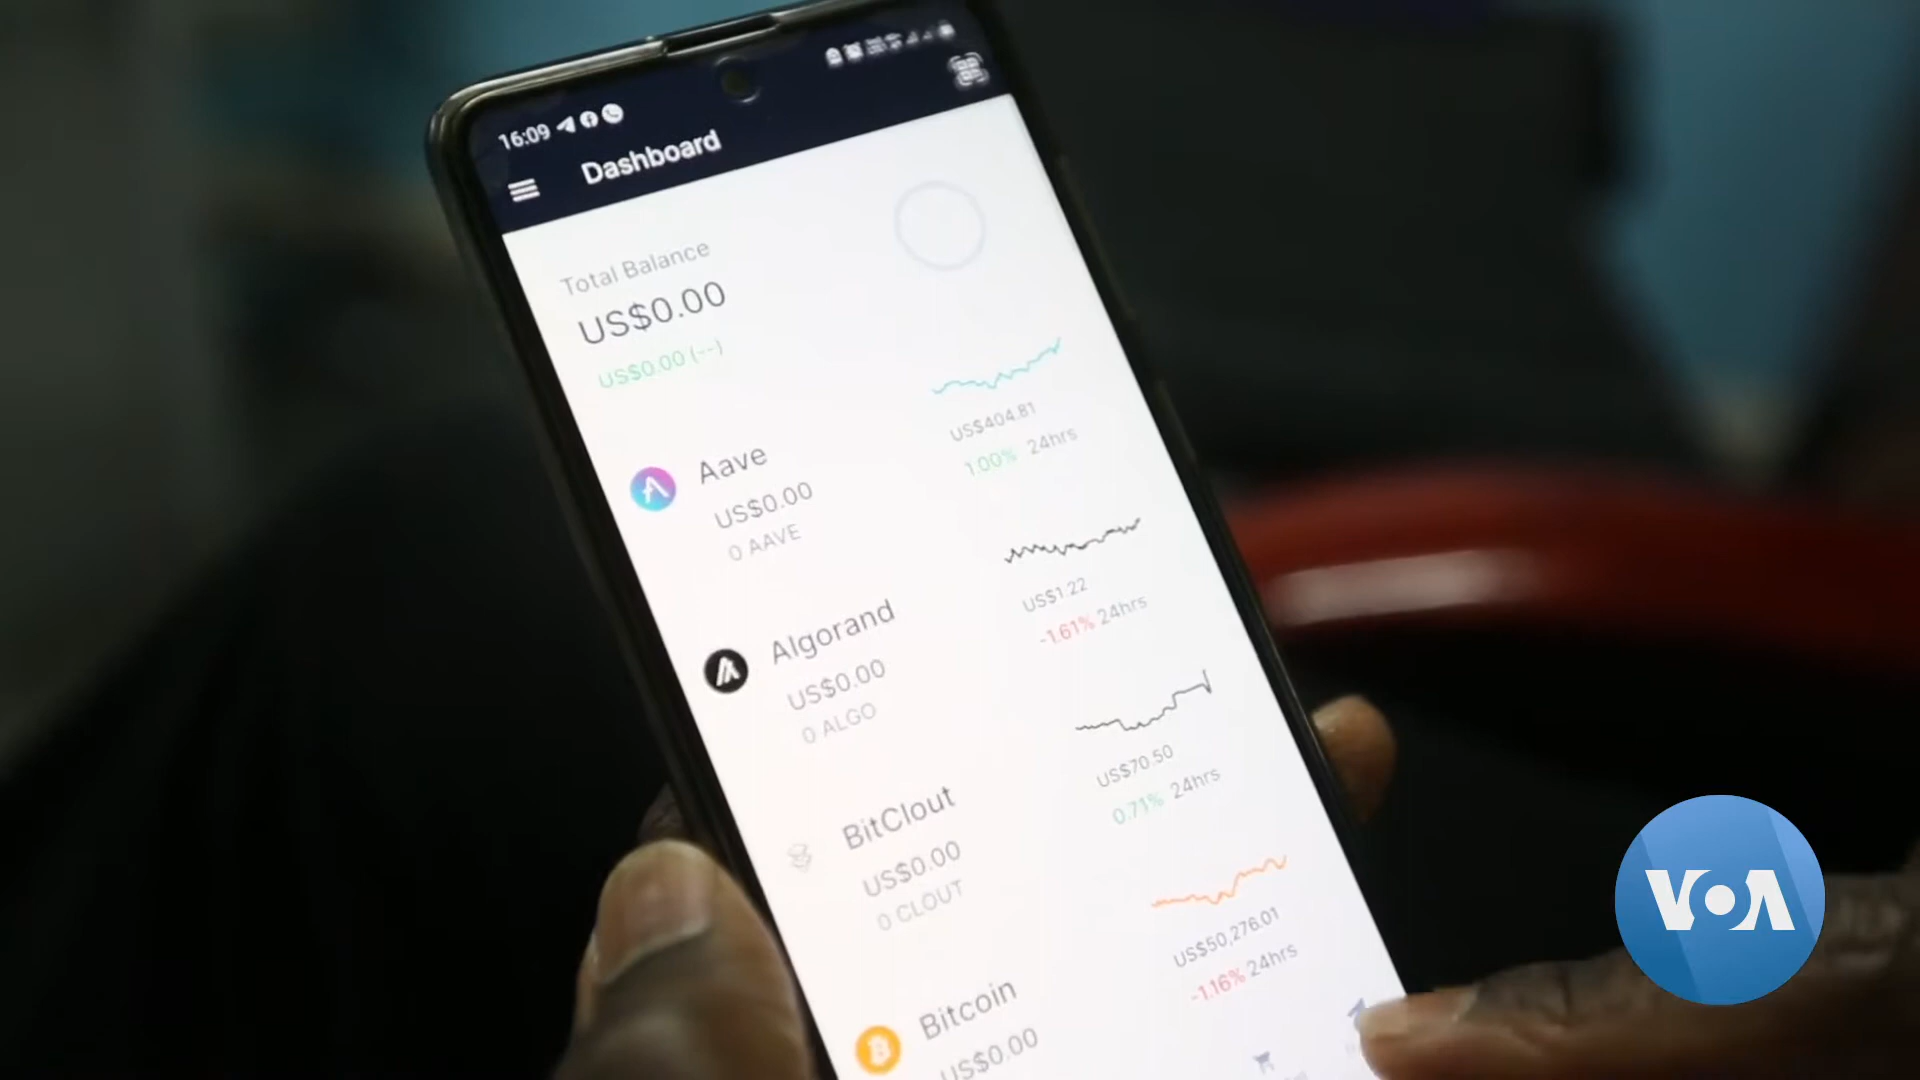 16:09
Dashboard
Total Balance
US$0.00
US$0.00 (--)
Aave
US$0.00
0 AAVE
US$404.81
1.00% 24hrs
Algorand
US$0.00
0 ALGO
US$1.22
-1.61% 24hrs
BitClout
US$0.00
0 CLOUT
US$70.50
0.71% 24hrs
Bitcoin
US$0.00
US$50,276.01
-1.16% 24hrs
VOA